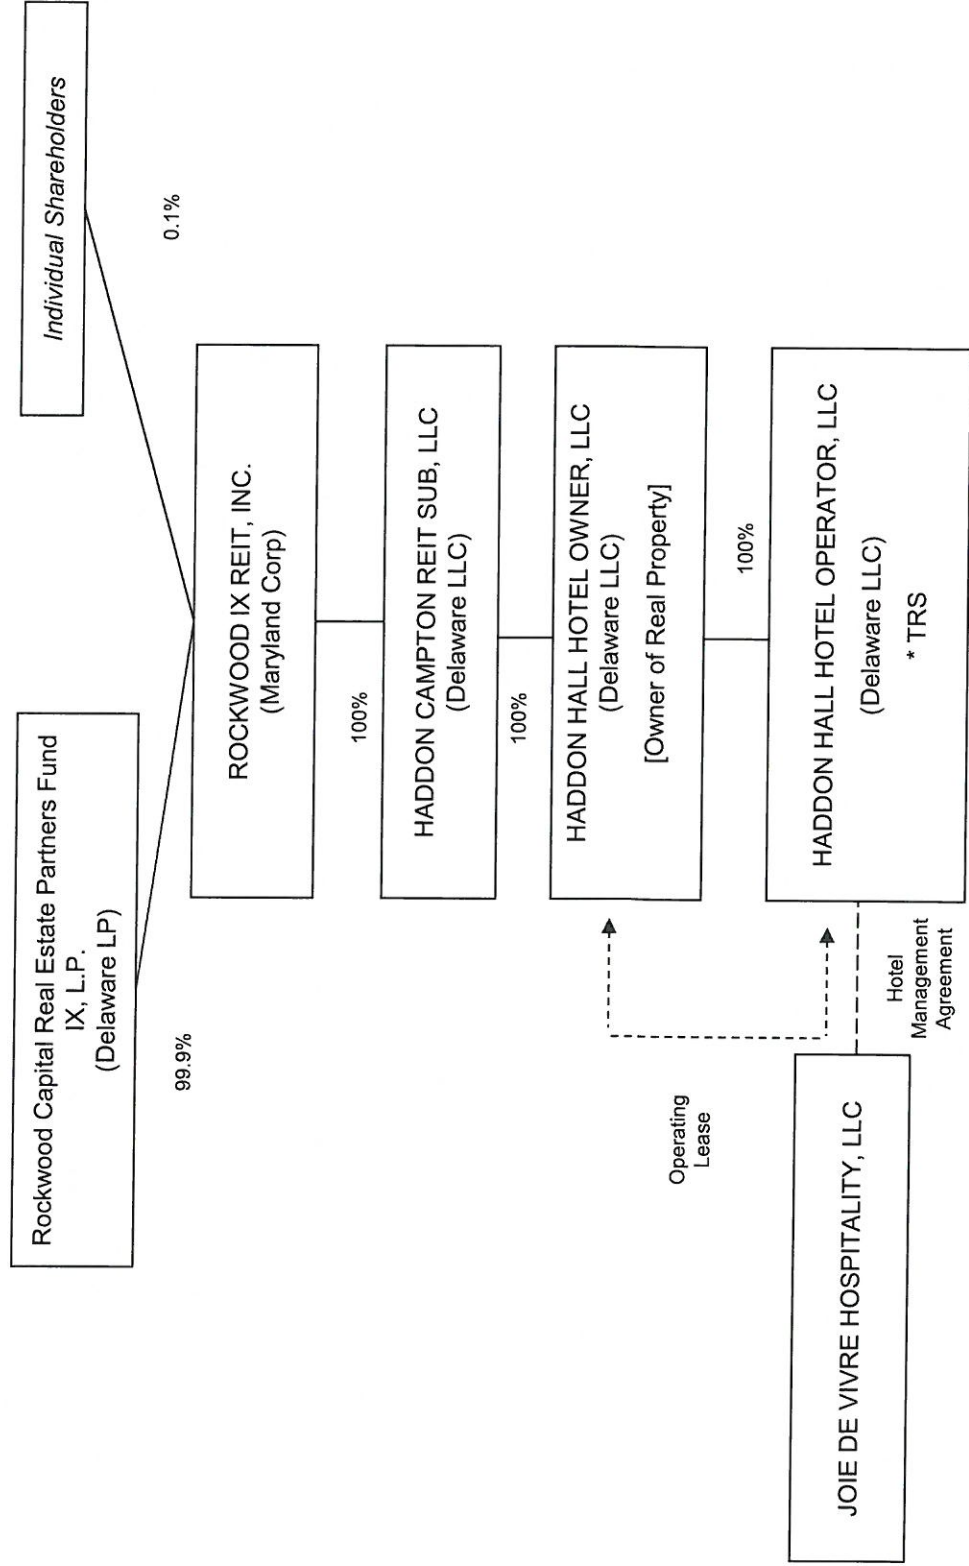 Rockwood Capital Real Estate Partners Fund
IX, L.P.
(Delaware LP)
Individual Shareholders
99.9%
0.1%
ROCKWOOD IX REIT, INC.
(Maryland Corp)
100%
HADDON CAMPTON REIT SUB, LLC
(Delaware LLC)
100%
HADDON HALL HOTEL OWNER, LLC
(Delaware LLC)
[Owner of Real Property]
Operating
Lease
100%
HADDON HALL HOTEL OPERATOR, LLC
(Delaware LLC)
* TRS
Hotel
Management
Agreement
JOIE DE VIVRE HOSPITALITY, LLC